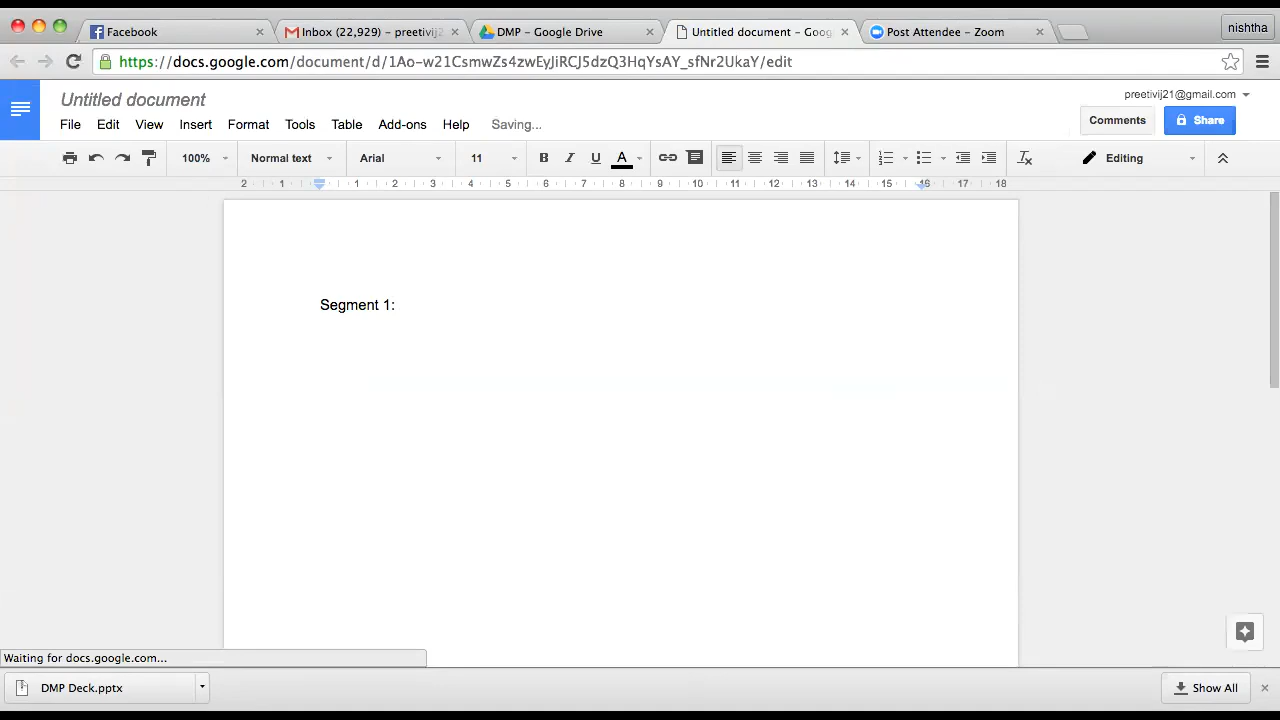 Facebook
Inbox (22,929) – preetivij2
DMP – Google Drive
Untitled document – Goog
Post Attendee – Zoom
nishtha
https://docs.google.com/document/d/1Ao-w21CsmwZs4zwEyJiRCJ5dzQ3HqYsAY_sfNr2UkaY/edit
Untitled document
preetivij21@gmail.com
File Edit View Insert Format Tools Table Add-ons Help Saving...
Comments
Share
100% Normal text Arial 11 B I U A Editing
2 1 1 2 3 4 5 6 7 8 9 10 11 12 13 14 15 16 17 18
Segment 1:
Waiting for docs.google.com...
DMP Deck.pptx
Show All